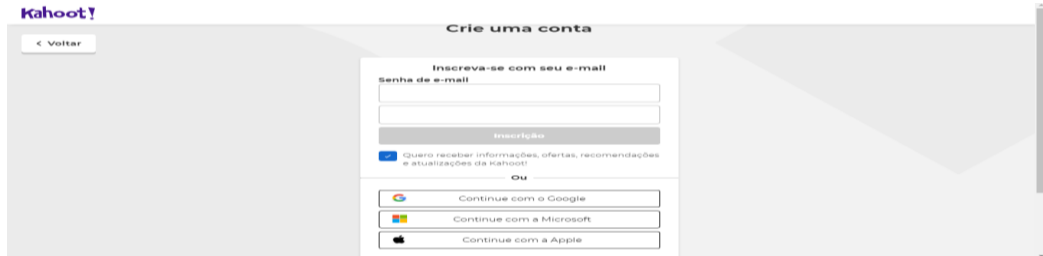 Kahoot!
Crie uma conta
< Voltar
Inscreva-se com seu e-mail
Senha de e-mail
Inscrição
Quero receber informações, ofertas, recomendações
e atualizações da Kahoot!
Ou
Continue com o Google
Continue com a Microsoft
Continue com a Apple